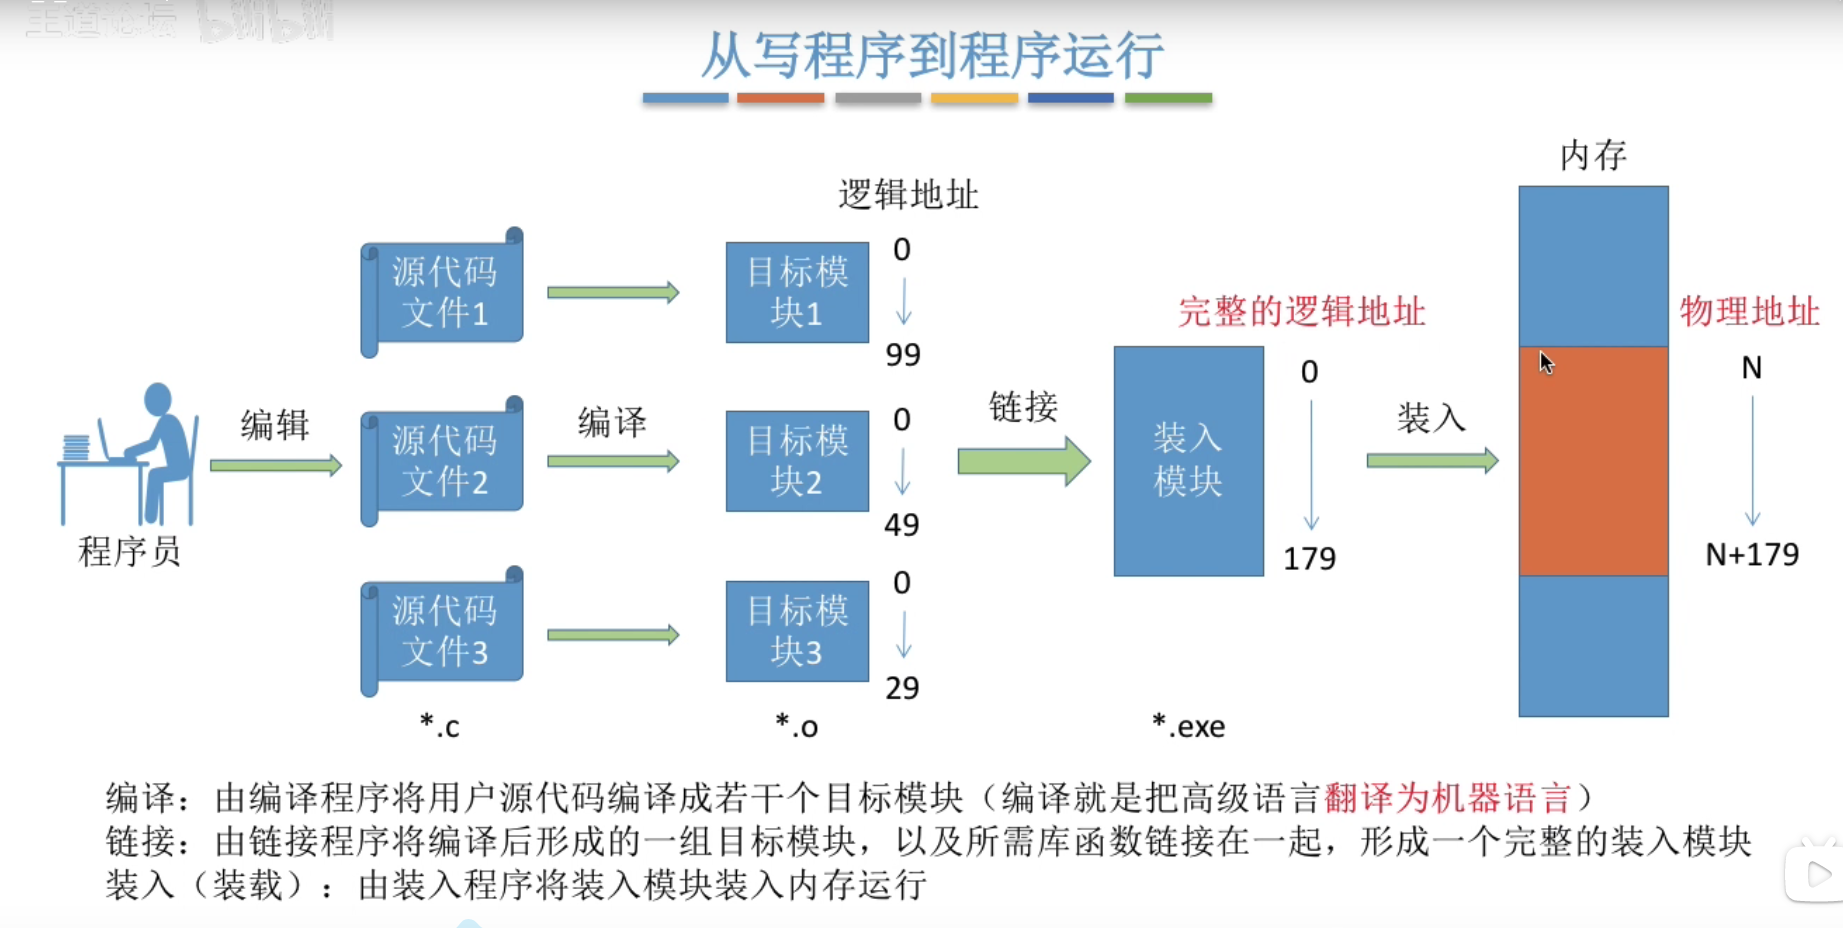 王道论坛 bilibili
从写程序到程序运行
内存
逻辑地址
源代码
文件1
目标模
块1
0
99
完整的逻辑地址
物理地址
编辑
源代码
文件2
编译
目标模
块2
0
49
链接
装入
模块
0
179
装入
N
N+179
程序员
源代码
文件3
目标模
块3
0
29
*.c
*.o
*.exe
编译：由编译程序将用户源代码编译成若干个目标模块（编译就是把高级语言翻译为机器语言）
链接：由链接程序将编译后形成的一组目标模块，以及所需库函数链接在一起，形成一个完整的装入模块
装入（装载）：由装入程序将装入模块装入内存运行